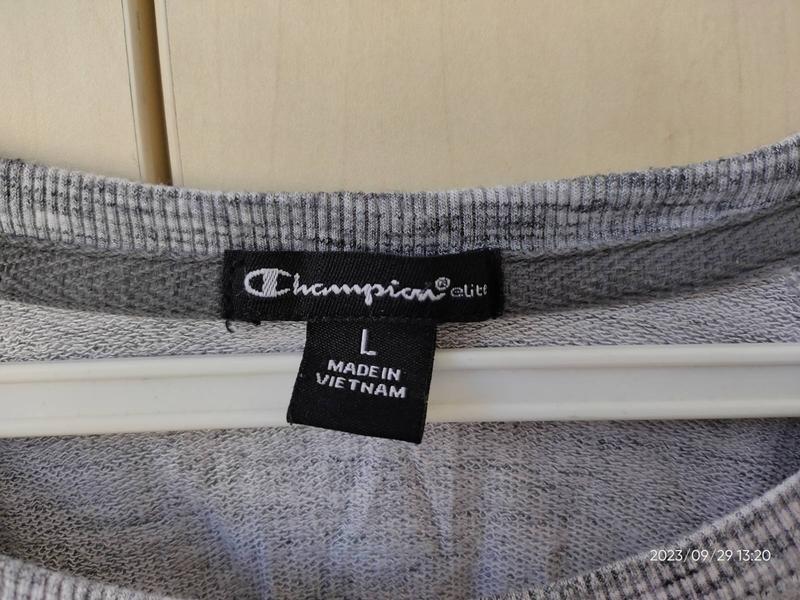 Champion® elite
L
MADE IN
VIETNAM
2023/09/29 13:20